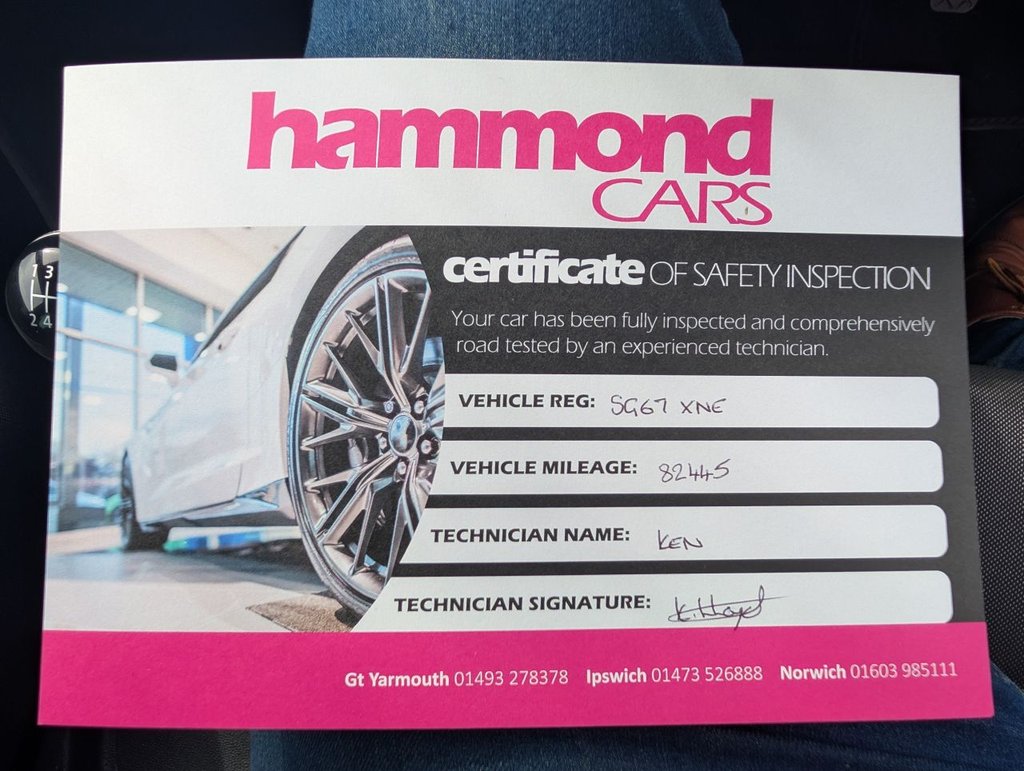 hammond
CARS
certificate OF SAFETY INSPECTION
Your car has been fully inspected and comprehensively
road tested by an experienced technician.
VEHICLE REG: SG67 XNE
VEHICLE MILEAGE: 82445
TECHNICIAN NAME: KEN
TECHNICIAN SIGNATURE:
Gt Yarmouth 01493 278378 Ipswich 01473 526888 Norwich 01603 985111
1 3
2 4